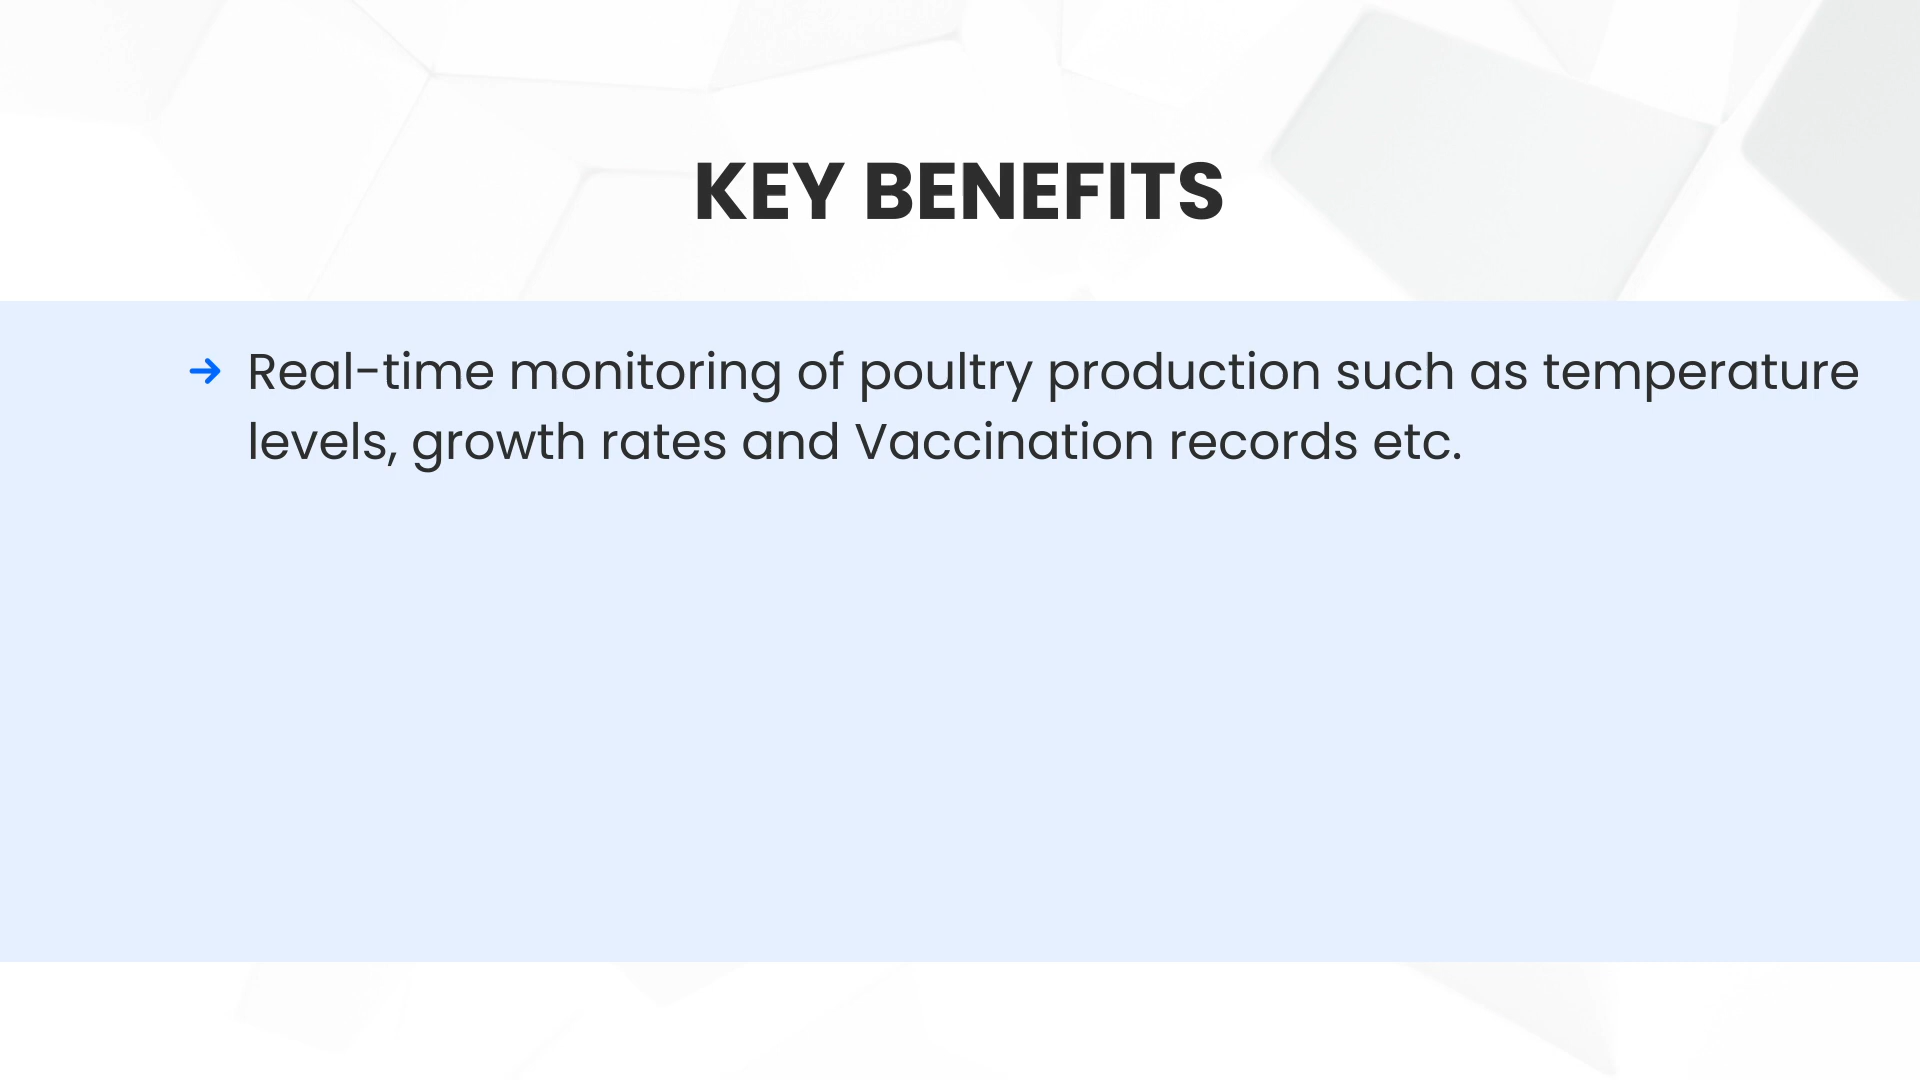 KEY BENEFITS
Real-time monitoring of poultry production such as temperature
levels, growth rates and Vaccination records etc.